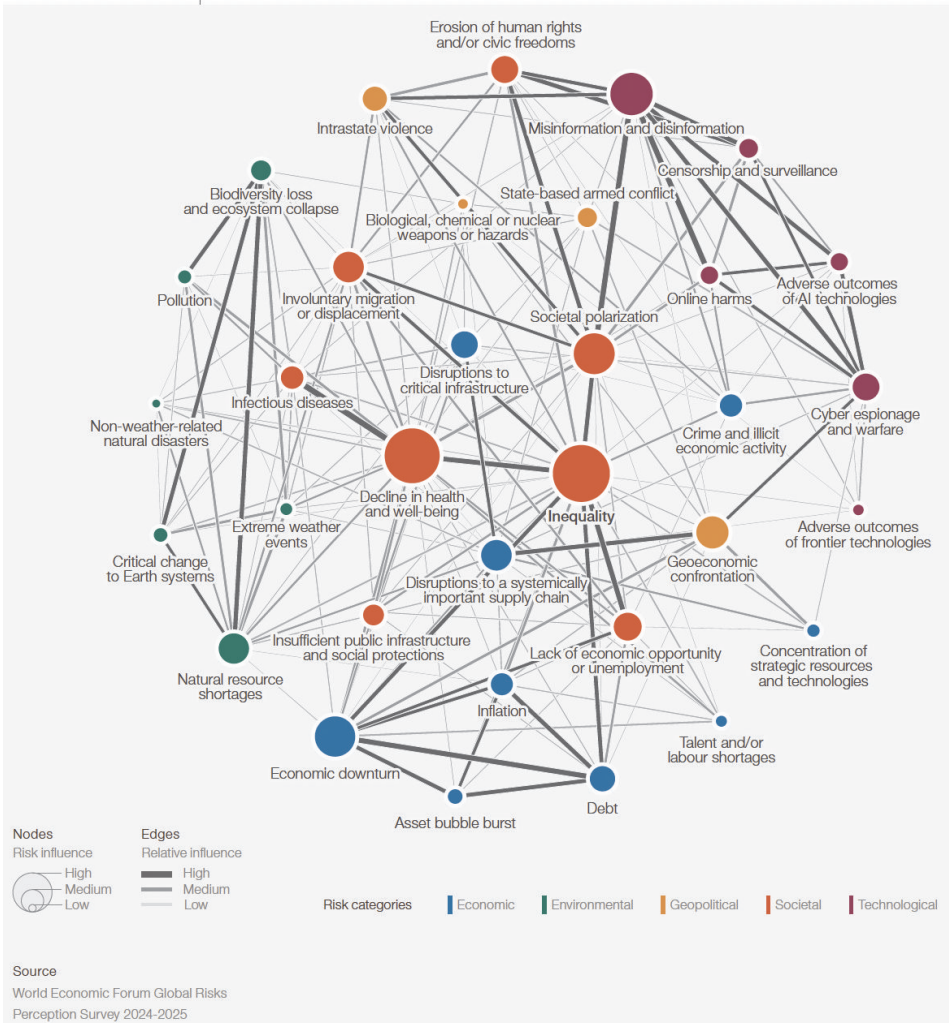 Erosion of human rights
and/or civic freedoms
Intrastate violence
Misinformation and disinformation
Censorship and surveillance
Biodiversity loss
and ecosystem collapse
State-based armed conflict
Biological, chemical or nuclear
weapons or hazards
Pollution
Involuntary migration
or displacement
Online harms
Adverse outcomes
of AI technologies
Societal polarization
Disruptions to
critical infrastructure
Infectious diseases
Non-weather-related
natural disasters
Crime and illicit
economic activity
Cyber espionage
and warfare
Decline in health
and well-being
Inequality
Extreme weather
events
Adverse outcomes
of frontier technologies
Critical change
to Earth systems
Geoeconomic
confrontation
Disruptions to a systemically
important supply chain
Insufficient public infrastructure
and social protections
Lack of economic opportunity
or unemployment
Concentration of
strategic resources
and technologies
Natural resource
shortages
Inflation
Talent and/or
labour shortages
Economic downturn
Debt
Asset bubble burst
Nodes
Risk influence
High
Medium
Low
Edges
Relative influence
High
Medium
Low
Risk categories
Economic
Environmental
Geopolitical
Societal
Technological
Source
World Economic Forum Global Risks
Perception Survey 2024-2025